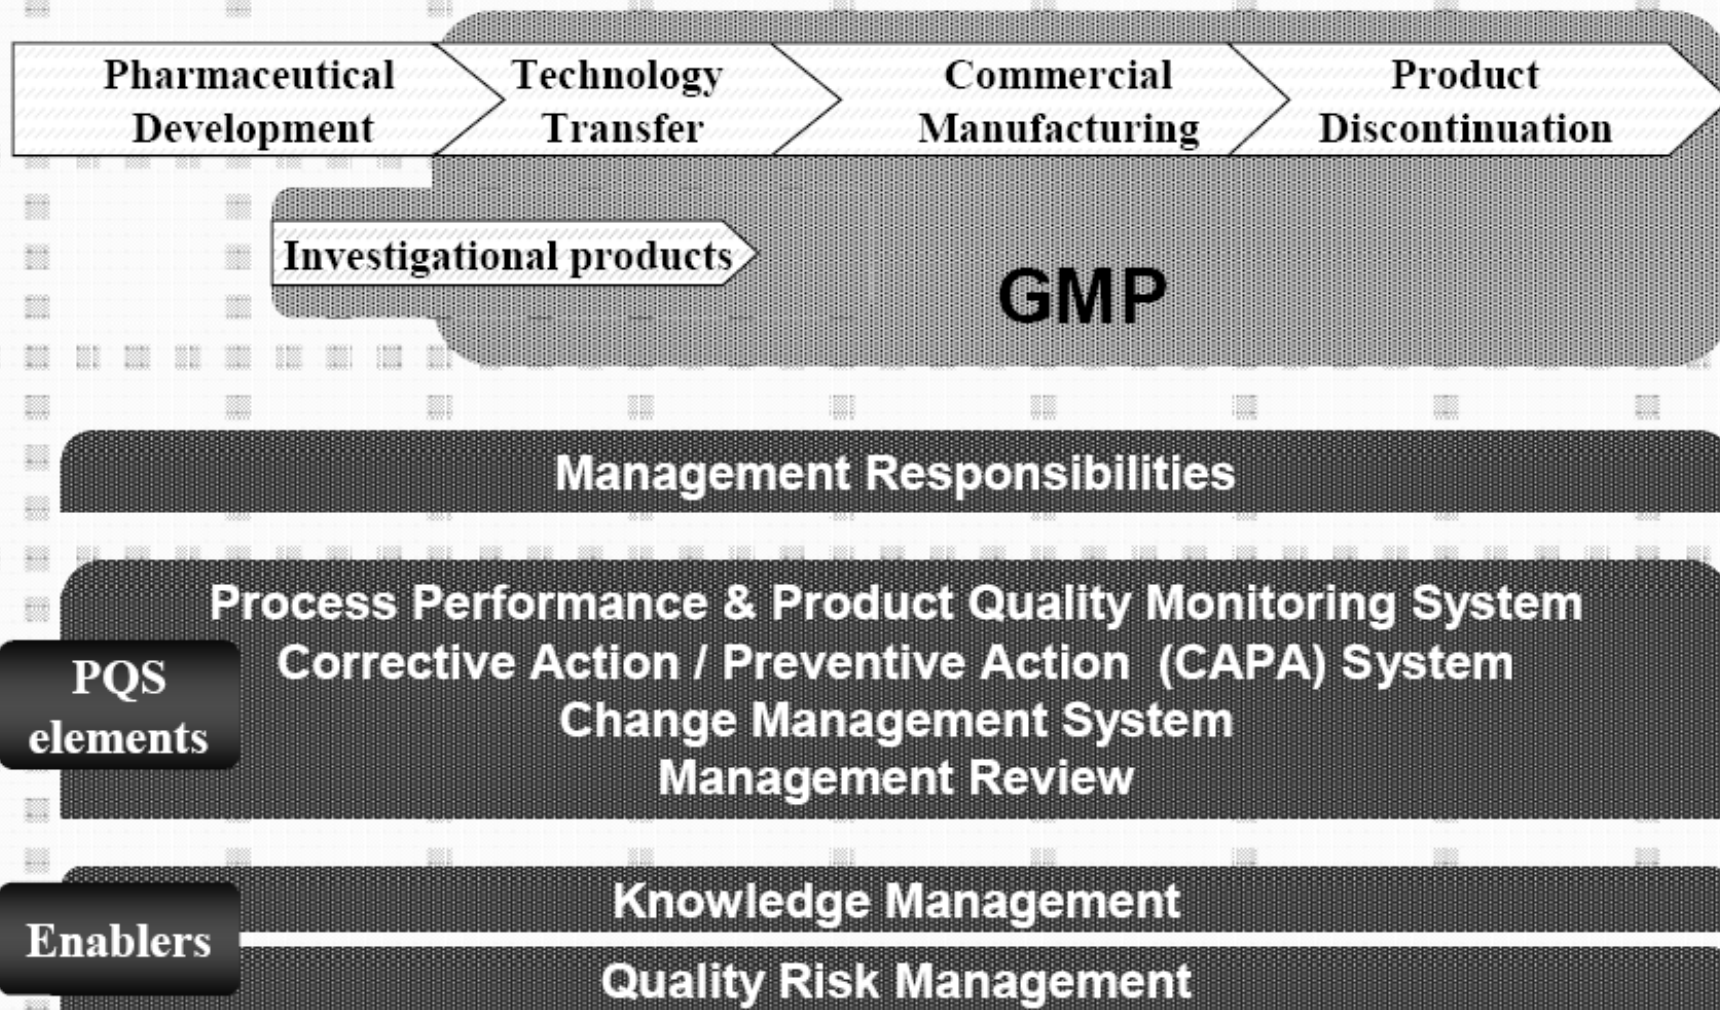 Pharmaceutical Development
Technology Transfer
Commercial Manufacturing
Product Discontinuation
Investigational products
GMP
Management Responsibilities
PQS elements
Process Performance & Product Quality Monitoring System
Corrective Action / Preventive Action (CAPA) System
Change Management System
Management Review
Enablers
Knowledge Management
Quality Risk Management